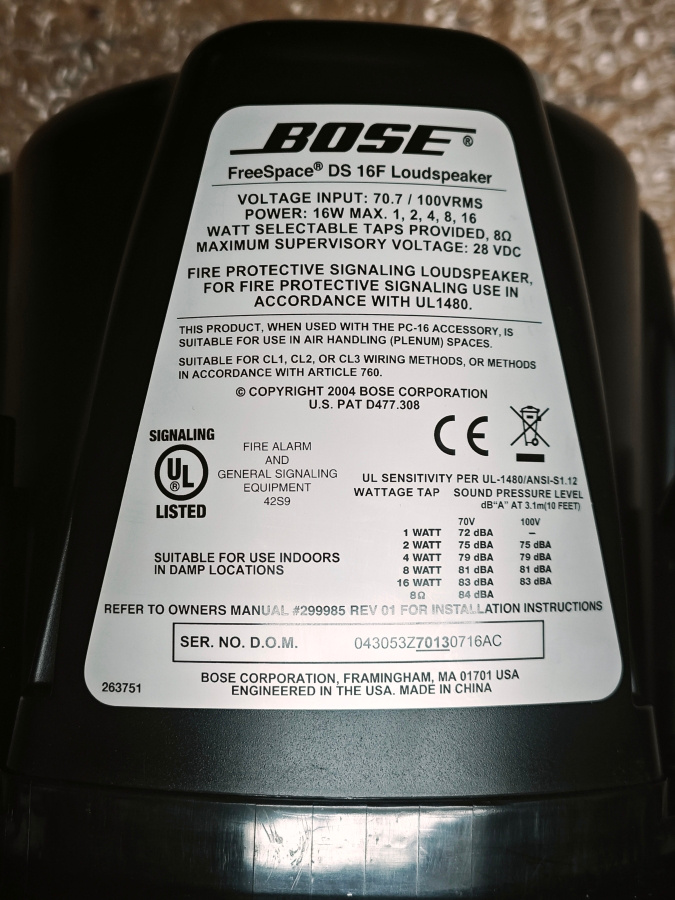 BOSE®
FreeSpace® DS 16F Loudspeaker
VOLTAGE INPUT: 70.7 / 100VRMS
POWER: 16W MAX. 1, 2, 4, 8, 16
WATT SELECTABLE TAPS PROVIDED, 8Ω
MAXIMUM SUPERVISORY VOLTAGE: 28 VDC
FIRE PROTECTIVE SIGNALING LOUDSPEAKER,
FOR FIRE PROTECTIVE SIGNALING USE IN
ACCORDANCE WITH UL1480.
THIS PRODUCT, WHEN USED WITH THE PC-16 ACCESSORY, IS
SUITABLE FOR USE IN AIR HANDLING (PLENUM) SPACES.
SUITABLE FOR CL1, CL2, OR CL3 WIRING METHODS, OR METHODS
IN ACCORDANCE WITH ARTICLE 760.
© COPYRIGHT 2004 BOSE CORPORATION
U.S. PAT D477.308
SIGNALING
UL®
LISTED
FIRE ALARM
AND
GENERAL SIGNALING
EQUIPMENT
42S9
CE
UL SENSITIVITY PER UL-1480/ANSI-S1.12
WATTAGE TAP SOUND PRESSURE LEVEL
dB"A" AT 3.1m(10 FEET)
70V 100V
1 WATT 72 dBA –
2 WATT 75 dBA 75 dBA
4 WATT 79 dBA 79 dBA
8 WATT 81 dBA 81 dBA
16 WATT 83 dBA 83 dBA
8Ω 84 dBA
SUITABLE FOR USE INDOORS
IN DAMP LOCATIONS
REFER TO OWNERS MANUAL #299985 REV 01 FOR INSTALLATION INSTRUCTIONS
SER. NO. D.O.M. 043053Z70130716AC
BOSE CORPORATION, FRAMINGHAM, MA 01701 USA
ENGINEERED IN THE USA. MADE IN CHINA
263751